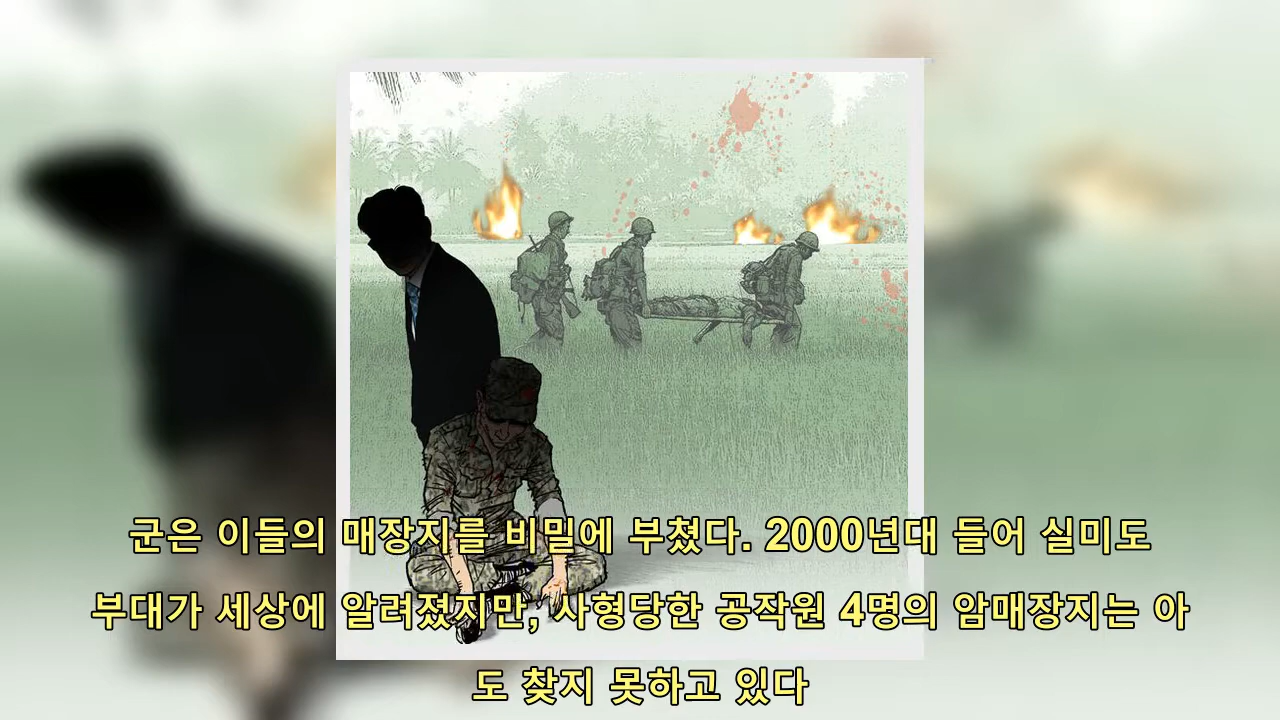 군은 이들의 매장지를 비밀에 부쳤다. 2000년대 들어 실미도
부대가 세상에 알려졌지만, 사형당한 공작원 4명의 암매장지는 아
도 찾지 못하고 있다